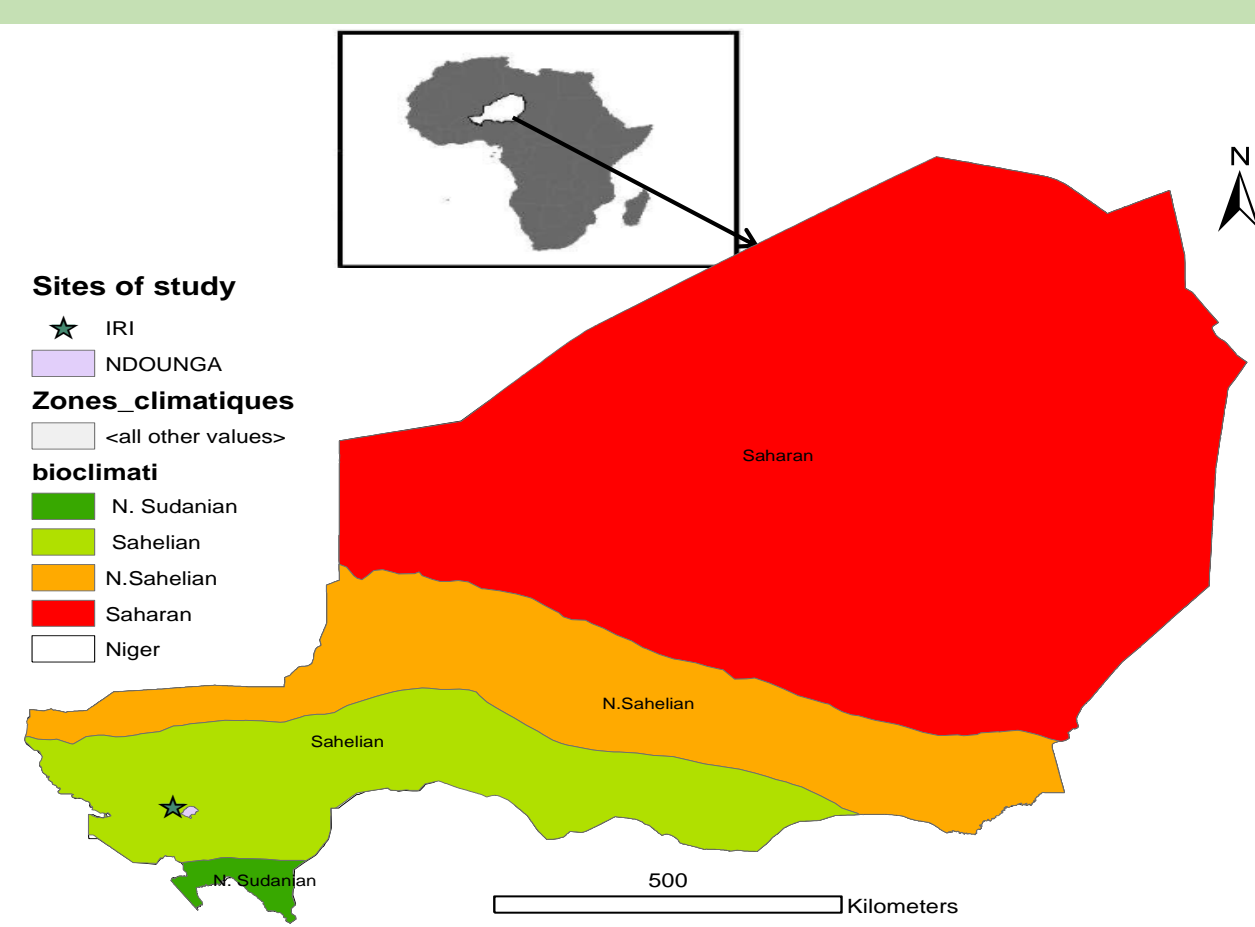 N
Sites of study
IRI
NDOUNGA
Zones_climatiques
<all other values>
bioclimati
N. Sudanian
Sahelian
N.Sahelian
Saharan
Niger
Saharan
N.Sahelian
Sahelian
N. Sudanian
500
Kilometers